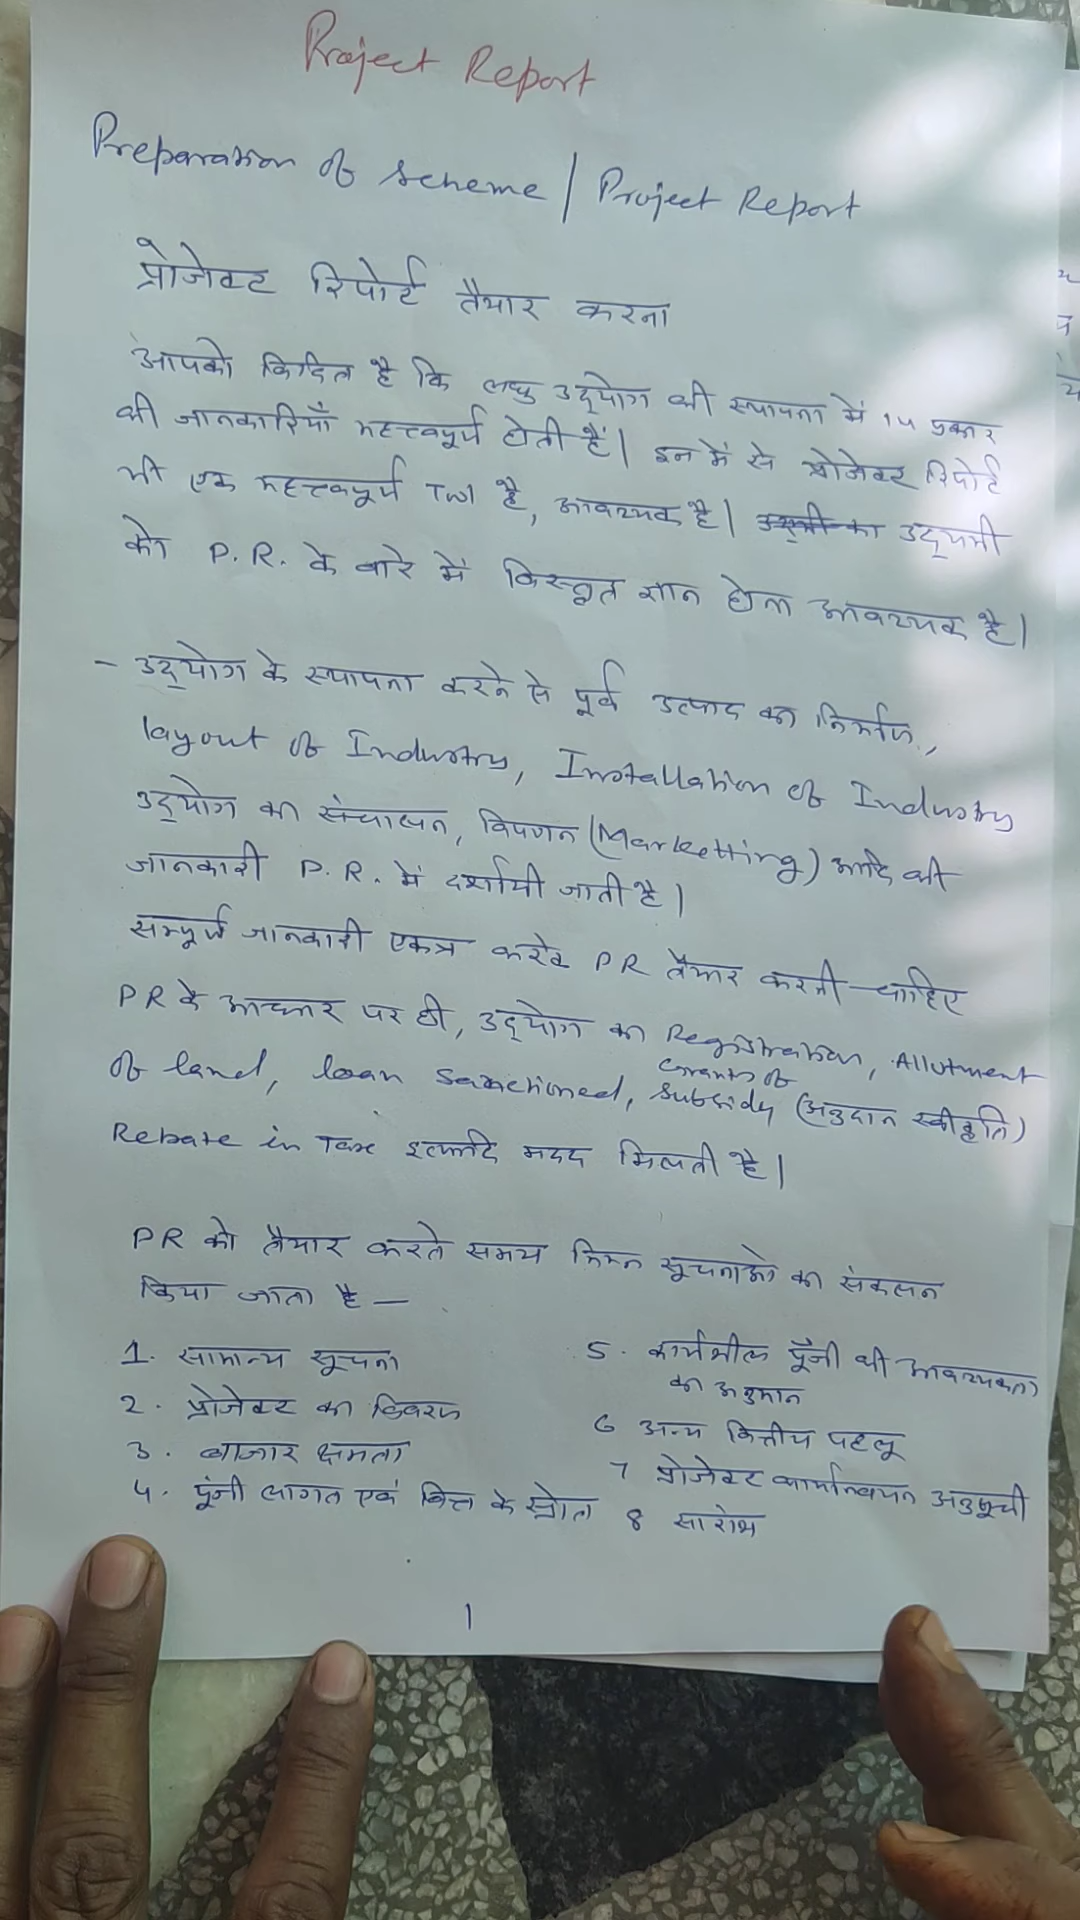 Project Report
Preparation of scheme / Project Report
प्रोजेक्ट रिपोर्ट तैयार करना
आपको विदित है कि लघु उद्योग की स्थापना में 14 प्रकार
की जानकारियाँ महत्त्वपूर्ण होती हैं। इनमें से प्रोजेक्ट रिपोर्ट
भी एक महत्त्वपूर्ण है, आवश्यक है। उद्यमी
को P.R. के बारे में विस्तृत ज्ञान होना आवश्यक है।
- उद्योग के स्थापना करने से पूर्व उत्पाद का निर्माण,
layout of Industry, Installation of Industry
उद्योग का संचालन, विपणन (Marketting) आदि की
जानकारी P.R. में दर्शायी जाती है।
सम्पूर्ण जानकारी एकत्र करके PR तैयार करनी चाहिए
PR के आधार पर ही, उद्योग का Registration, Allotment
of land, loan Sanctioned, Grants of Subsidy (अनुदान स्वीकृति)
Rebate in Tax इत्यादि मदद मिलती है।
PR को तैयार करते समय निम्न सूचनाओं का संकलन
किया जाता है —
1. सामान्य सूचना
2. प्रोजेक्ट का विवरण
3. बाजार क्षमता
4. पूंजी लागत एवं वित्त के स्रोत
5. कार्यशील पूँजी की आवश्यकता
का अनुमान
6 अन्य वित्तीय पहलू
7 प्रोजेक्ट कार्यान्वयन अनुसूची
8 सारांश
1